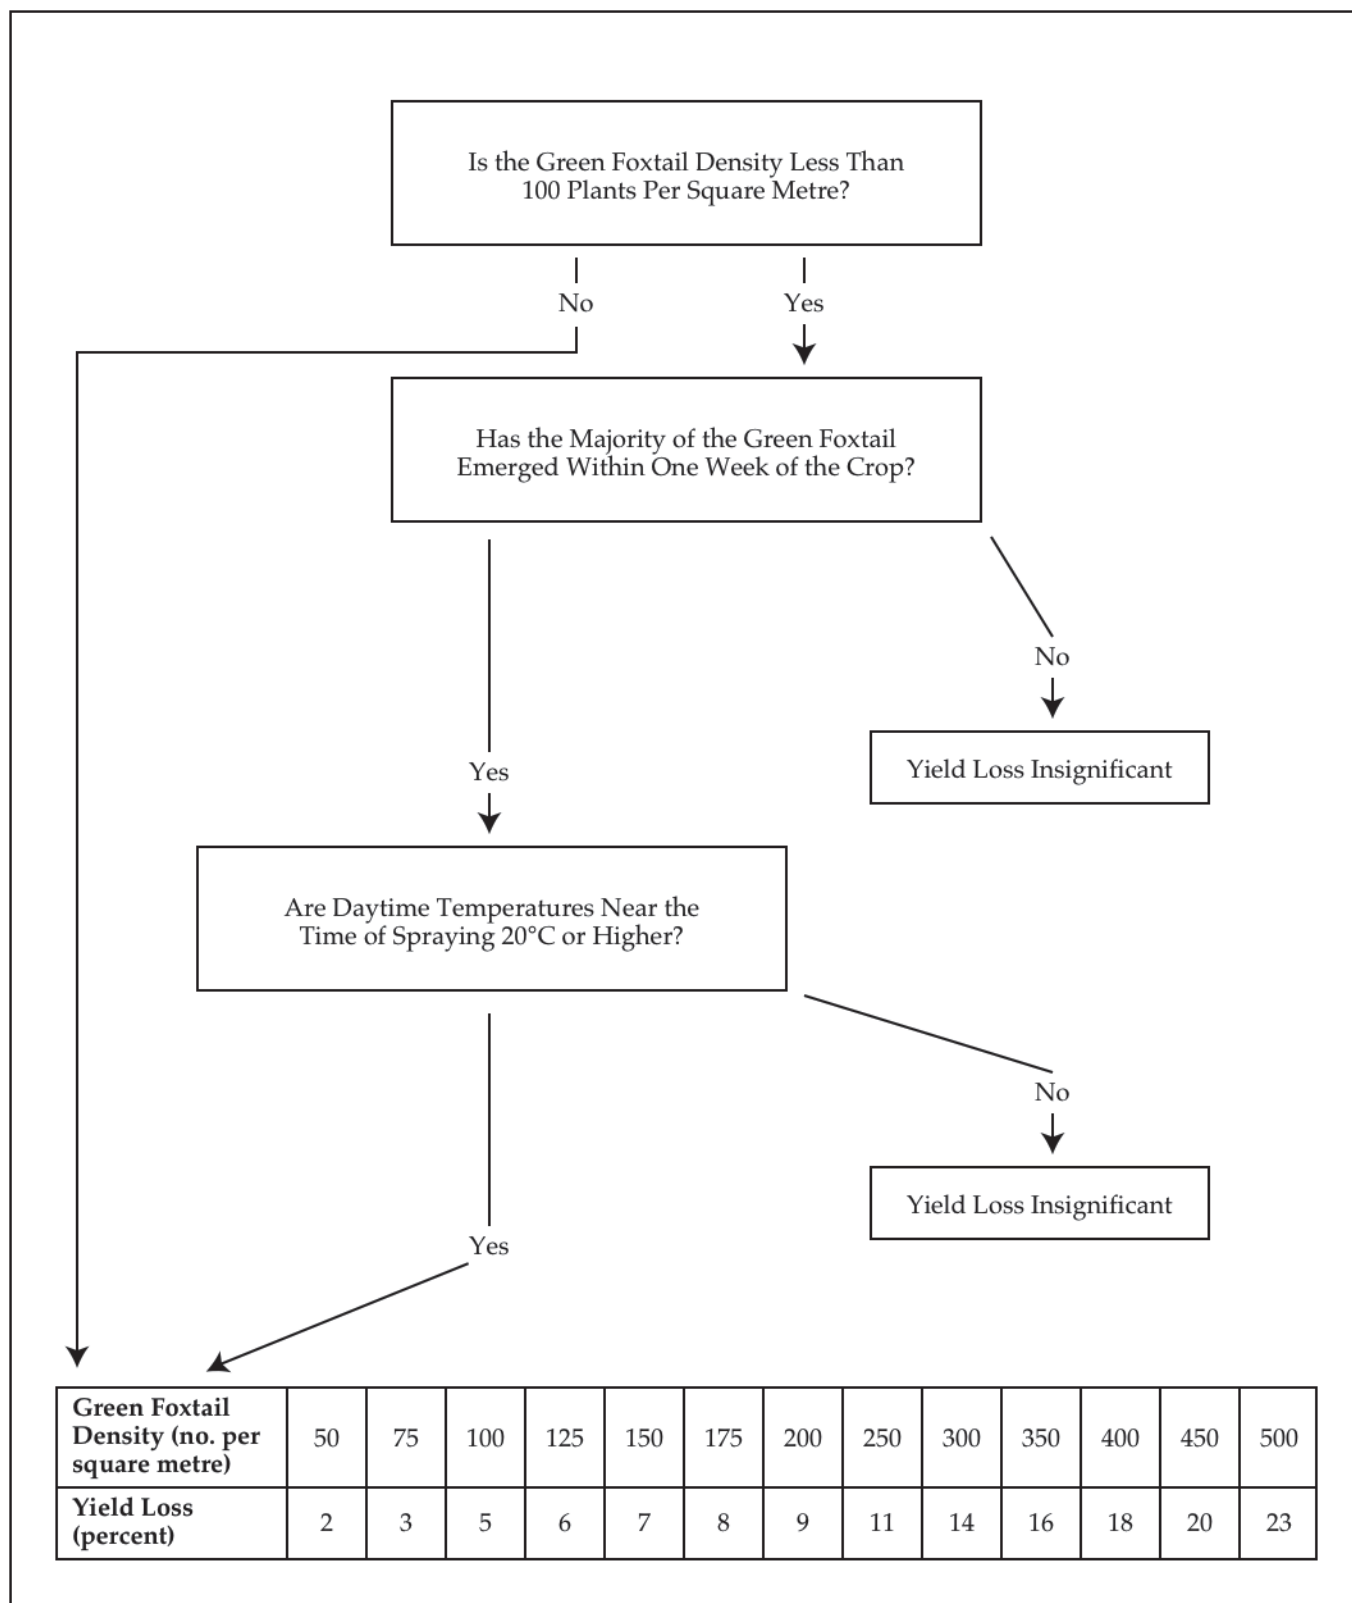 Is the Green Foxtail Density Less Than
100 Plants Per Square Metre?
No
Yes
Has the Majority of the Green Foxtail
Emerged Within One Week of the Crop?
No
Yield Loss Insignificant
Yes
Are Daytime Temperatures Near the
Time of Spraying 20°C or Higher?
No
Yield Loss Insignificant
Yes
Green Foxtail
Density (no. per
square metre)
50 75 100 125 150 175 200 250 300 350 400 450 500
Yield Loss
(percent)
2 3 5 6 7 8 9 11 14 16 18 20 23